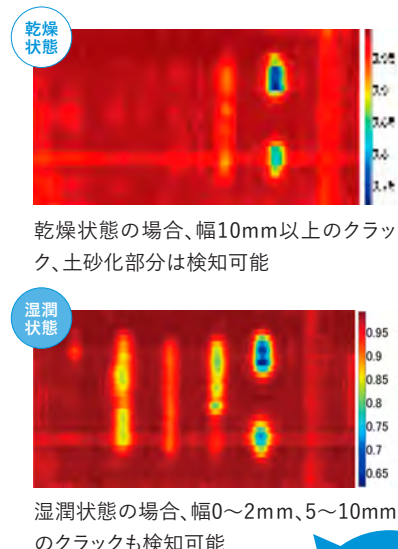 乾燥
状態
乾燥状態の場合、幅10mm以上のクラッ
ク、土砂化部分は検知可能
湿潤
状態
0.95
0.9
0.85
0.8
0.75
0.7
0.65
湿潤状態の場合、幅0～2mm、5～10mm
のクラックも検知可能